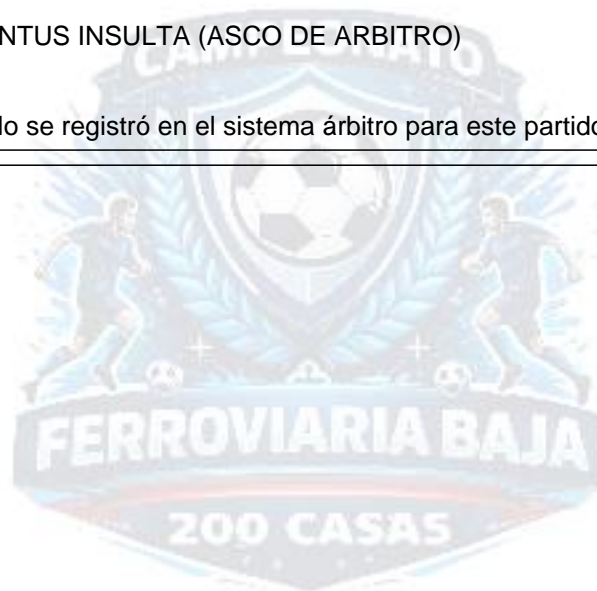 NTUS INSULTA (ASCO DE ARBITRO)
CAMPEONATO
lo se registró en el sistema árbitro para este partido
FERROVIARIA BAJA
200 CASAS